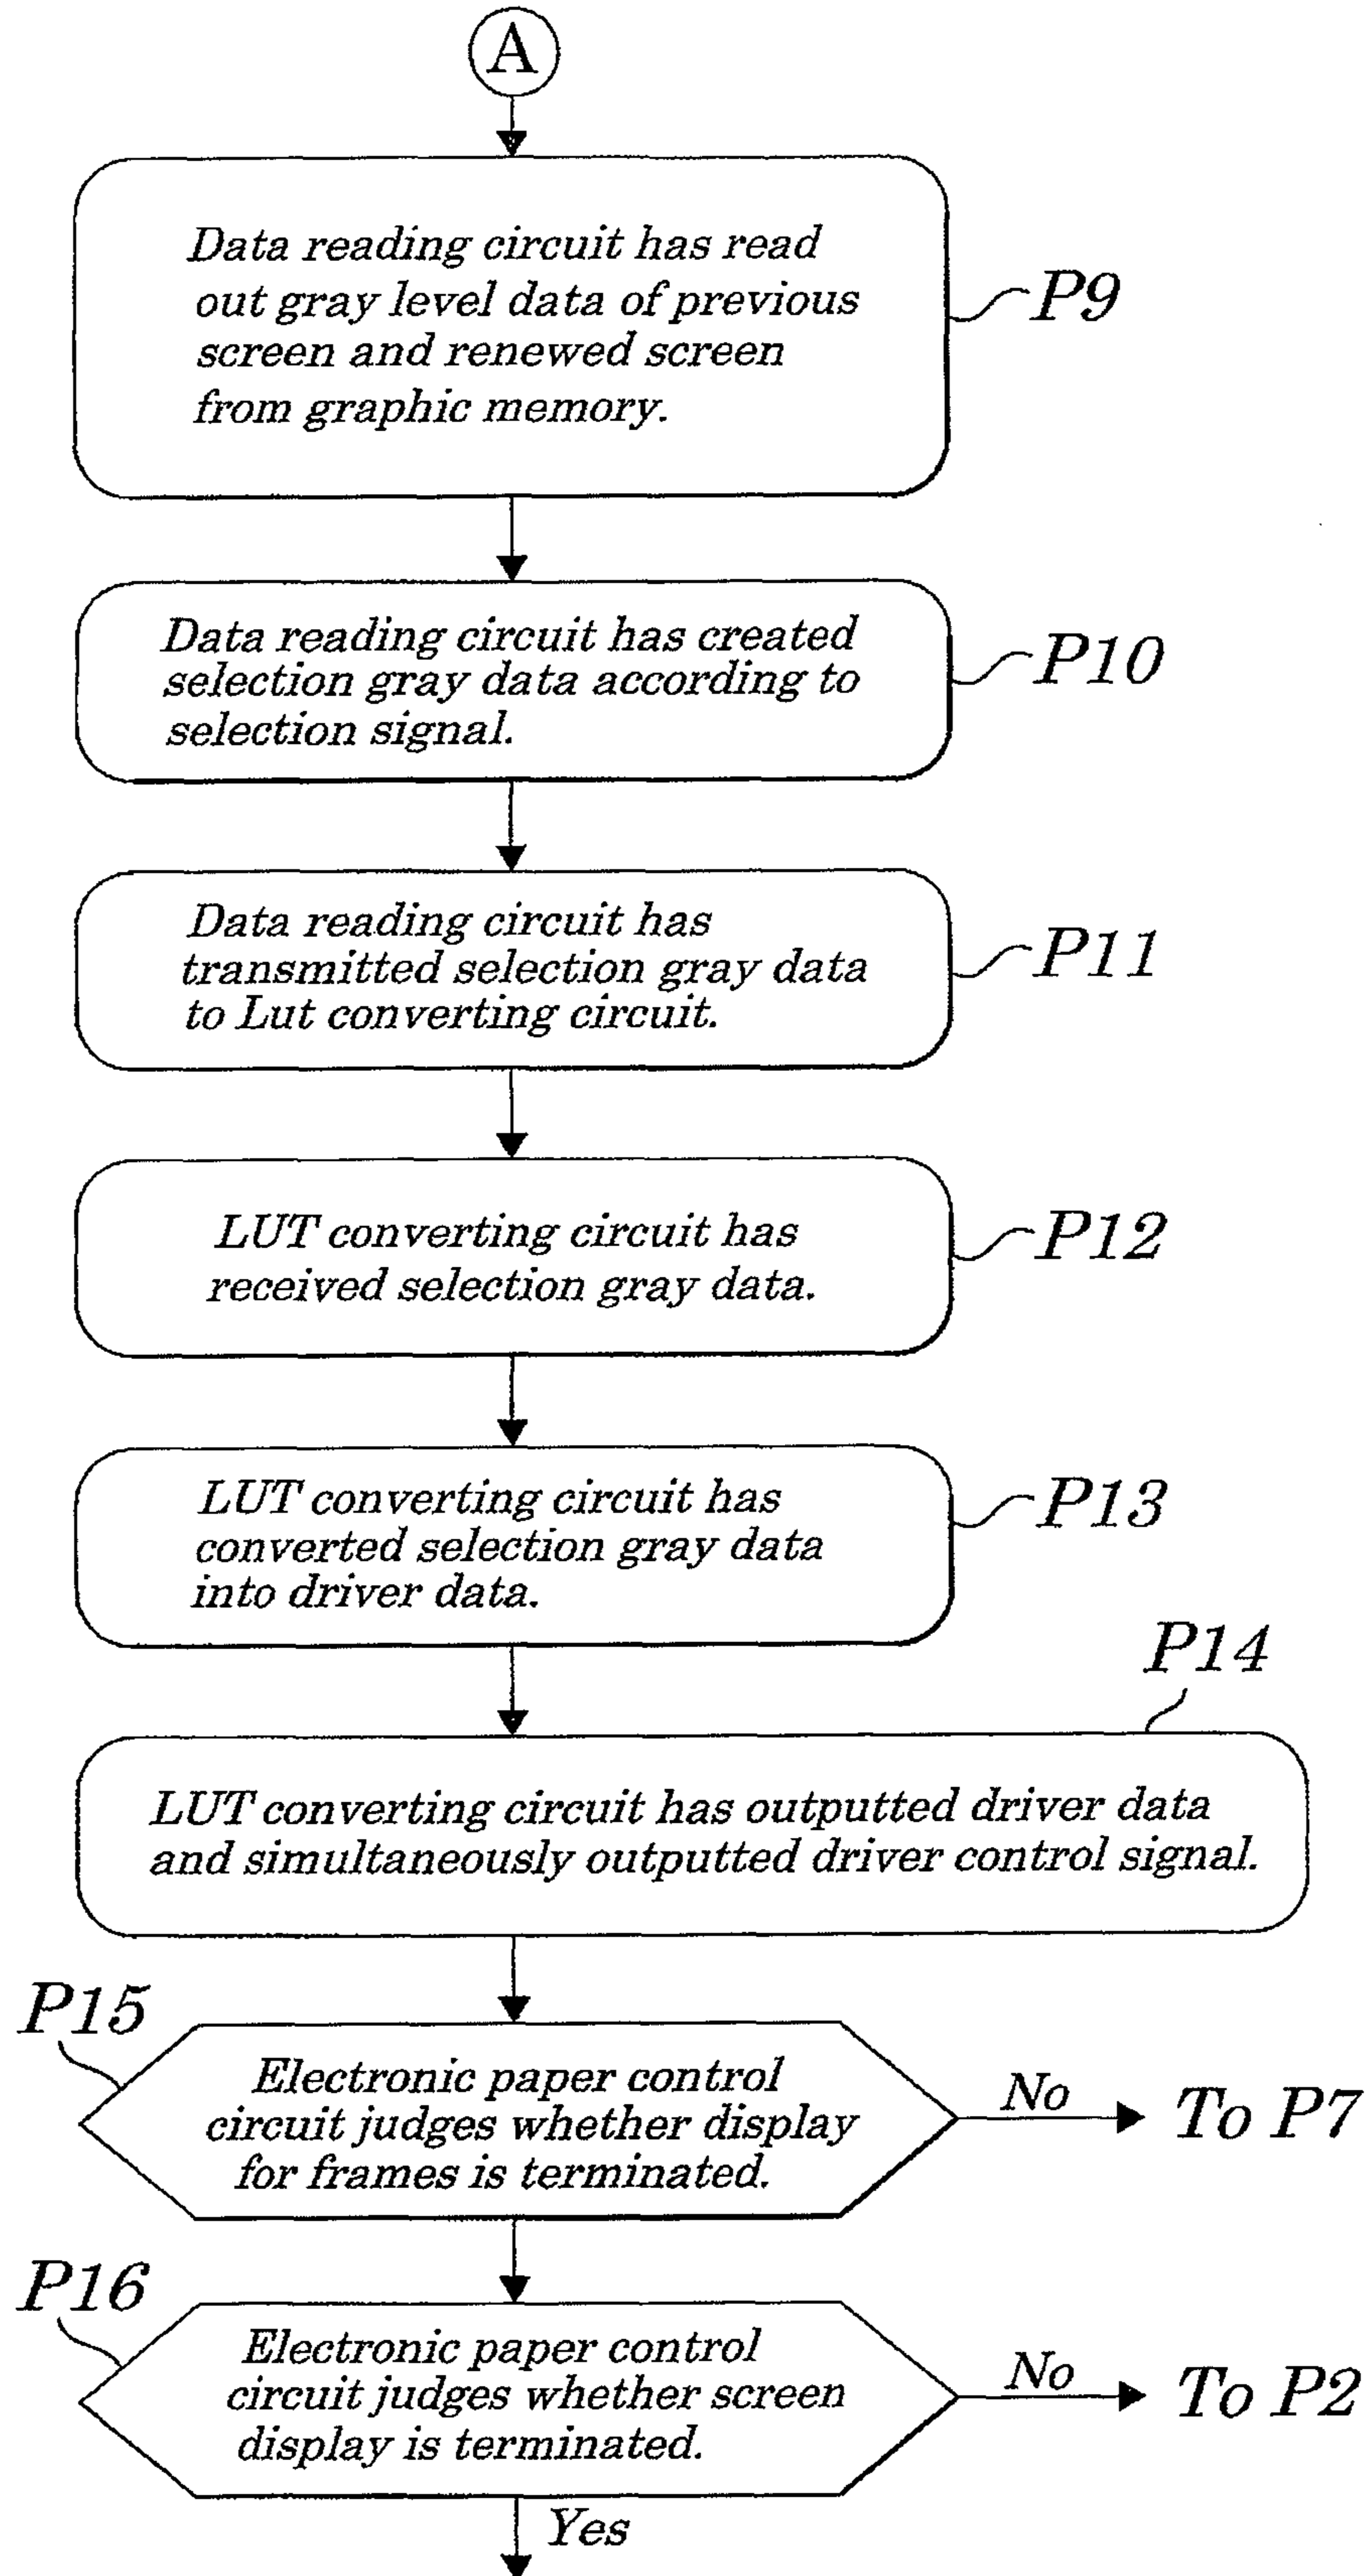 A
Data reading circuit has read
out gray level data of previous
screen and renewed screen
from graphic memory.
P9
Data reading circuit has created
selection gray data according to
selection signal.
P10
Data reading circuit has
transmitted selection gray data
to Lut converting circuit.
P11
LUT converting circuit has
received selection gray data.
P12
LUT converting circuit has
converted selection gray data
into driver data.
P13
P14
LUT converting circuit has outputted driver data
and simultaneously outputted driver control signal.
P15
Electronic paper control
circuit judges whether display
for frames is terminated.
No
To P7
P16
Electronic paper control
circuit judges whether screen
display is terminated.
No
To P2
Yes